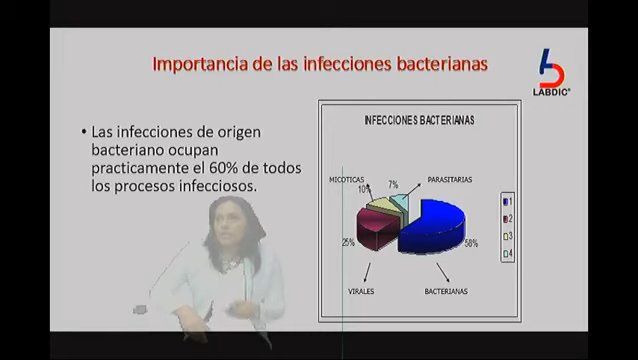 Importancia de las infecciones bacterianas
LABDIC®
• Las infecciones de origen
bacteriano ocupan
practicamente el 60% de todos
los procesos infecciosos.
INFECCIONES BACTERIANAS
MICOTICAS
10%
7%
PARASITARIAS
25%
58%
VIRALES
BACTERIANAS
1
2
3
4